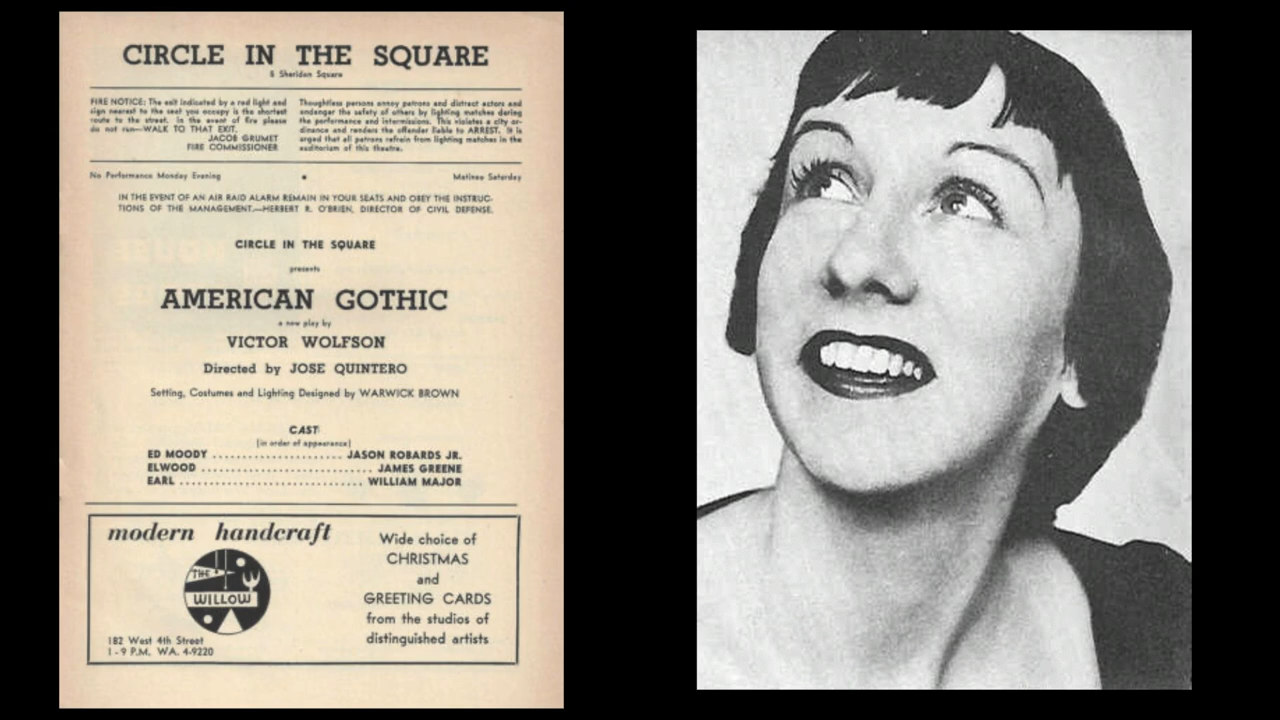 CIRCLE IN THE SQUARE
5 Sheridan Square
FIRE NOTICE: The exit indicated by a red light and
sign nearest to the seat you occupy is the shortest
route to the street. In the event of fire please
do not run—WALK TO THAT EXIT.
JACOB GRUMET
FIRE COMMISSIONER
Thoughtless persons annoy patrons and distract actors and
endanger the safety of others by lighting matches during
the performance and intermissions. This violates a city or-
dinance and renders the offender liable to ARREST. It is
urged that all patrons refrain from lighting matches in the
auditorium of this theatre.
No Performance Monday Evening • Matinee Saturday
IN THE EVENT OF AN AIR RAID ALARM REMAIN IN YOUR SEATS AND OBEY THE INSTRUC-
TIONS OF THE MANAGEMENT.—HERBERT R. O'BRIEN, DIRECTOR OF CIVIL DEFENSE.
CIRCLE IN THE SQUARE
presents
AMERICAN GOTHIC
a new play by
VICTOR WOLFSON
Directed by JOSE QUINTERO
Setting, Costumes and Lighting Designed by WARWICK BROWN
CAST
(in order of appearance)
ED MOODY ...................... JASON ROBARDS JR.
ELWOOD ............................. JAMES GREENE
EARL ............................... WILLIAM MAJOR
modern handcraft
THE
WILLOW
182 West 4th Street
1 - 9 P.M. WA. 4-9220
Wide choice of
CHRISTMAS
and
GREETING CARDS
from the studios of
distinguished artists